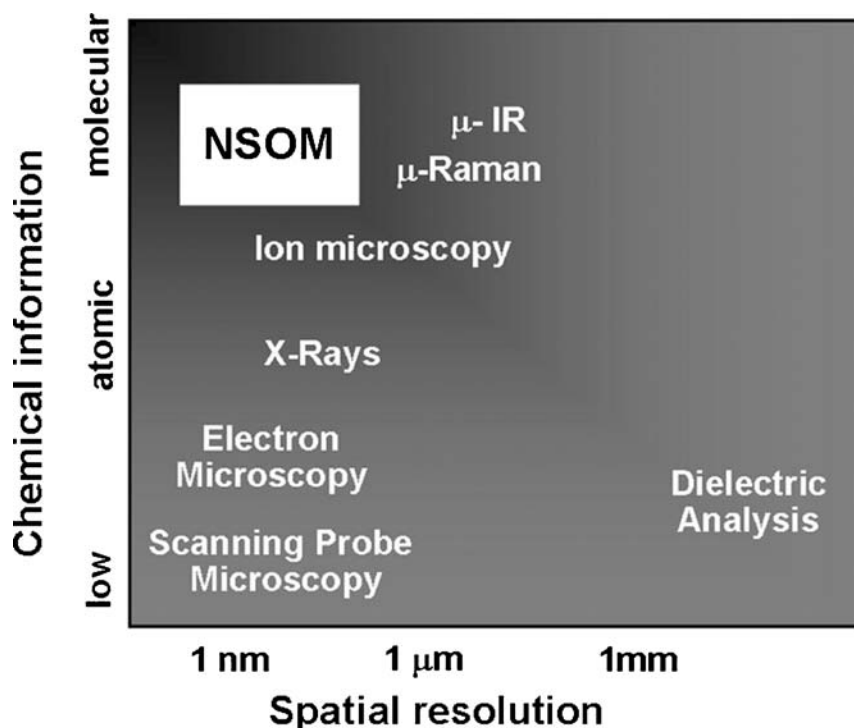 Chemical information
molecular
atomic
low
NSOM
μ- IR
μ-Raman
Ion microscopy
X-Rays
Electron
Microscopy
Dielectric
Analysis
Scanning Probe
Microscopy
1 nm
1 μm
1mm
Spatial resolution